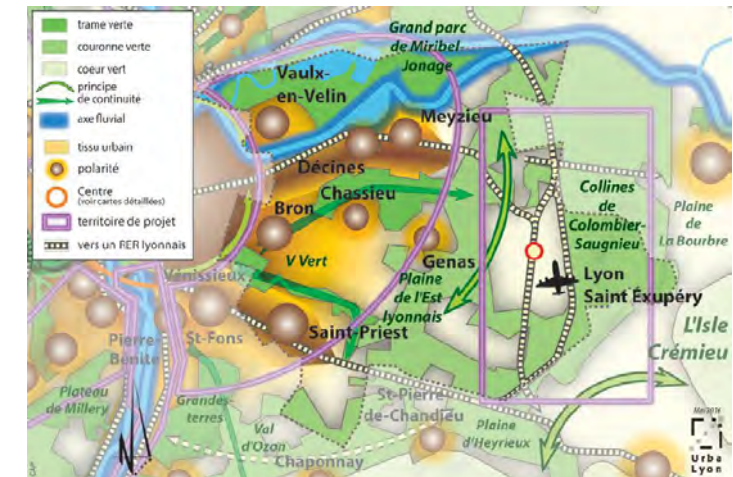 trame verte
couronne verte
coeur vert
principe
de continuité
axe fluvial
tissu urbain
polarité
Centre
(voir cartes détaillées)
territoire de projet
vers un RER lyonnais
Grand parc
de Miribel-
Jonage
Vaulx-
en-Velin
Meyzieu
Décines
Chassieu
Bron
V Vert
Genas
Plaine
de l'Est
lyonnais
Collines
de
Colombier-
Saugnieu
Plaine
de
La Bourbre
Lyon
Saint Exupéry
Vénissieux
St-Fons
Saint-Priest
Pierre-
Bénite
L'Isle
Crémieu
Plateau
de Millery
Grandes-
terres
Val
d'Ozon
Chaponnay
St-Pierre
de-Chandieu
Plaine
d'Heyrieux
N
Urba
Lyon